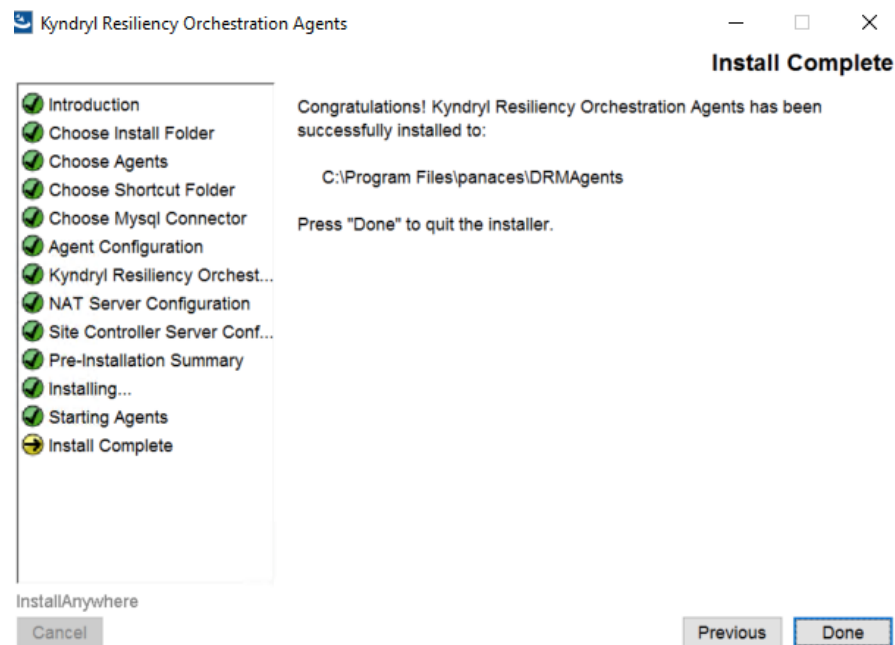 Kyndryl Resiliency Orchestration Agents
Install Complete
Introduction
Choose Install Folder
Choose Agents
Choose Shortcut Folder
Choose Mysql Connector
Agent Configuration
Kyndryl Resiliency Orchest...
NAT Server Configuration
Site Controller Server Conf...
Pre-Installation Summary
Installing...
Starting Agents
Install Complete
Congratulations! Kyndryl Resiliency Orchestration Agents has been
successfully installed to:
C:\Program Files\panaces\DRMAgents
Press "Done" to quit the installer.
InstallAnywhere
Cancel
Previous
Done